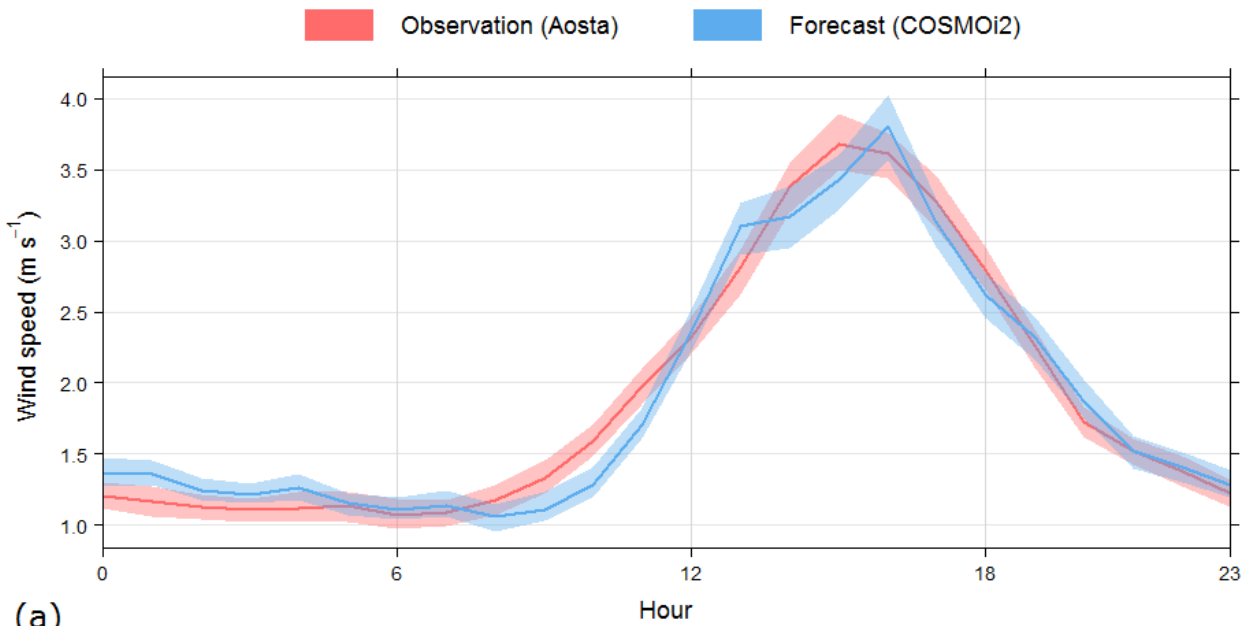 Observation (Aosta) Forecast (COSMOi2)
Wind speed (m s⁻¹)
4.0
3.5
3.0
2.5
2.0
1.5
1.0
0 6 12 18 23
Hour
(a)